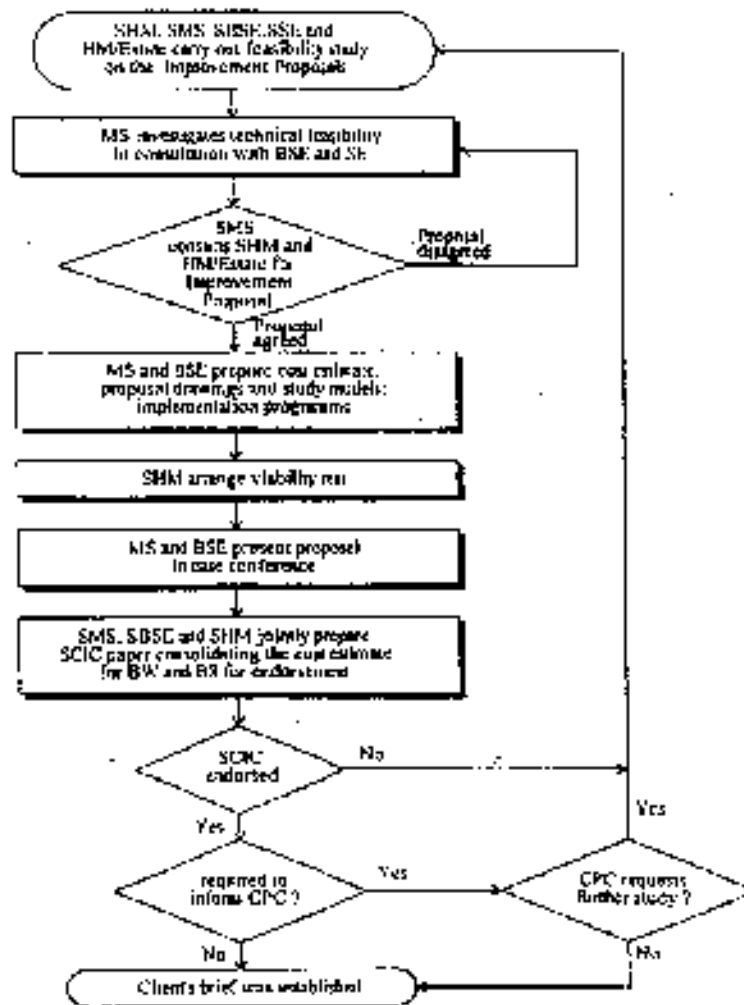 SHM, SMS, SBSE, SSE and
HM/Estate carry out feasibility study
on the Improvement Proposals
MS investigates technical feasibility
in consultation with BSE and SE
SMS
consults SHM and
HM/Estate for
Improvement
Proposal
Proposal
disagreed
Proposal
agreed
MS and BSE prepare cost estimate,
proposal drawings and study models;
implementation programme
SHM arrange viability run
MS and BSE present proposal
in case conference
SMS, SBSE and SHM jointly prepare
SCIC paper consolidating the cost estimate
for BW and BS for endorsement
SCIC
endorsed
No
Yes
Yes
required to
inform CPC ?
Yes
CPC requests
further study ?
No
No
Client's brief was established